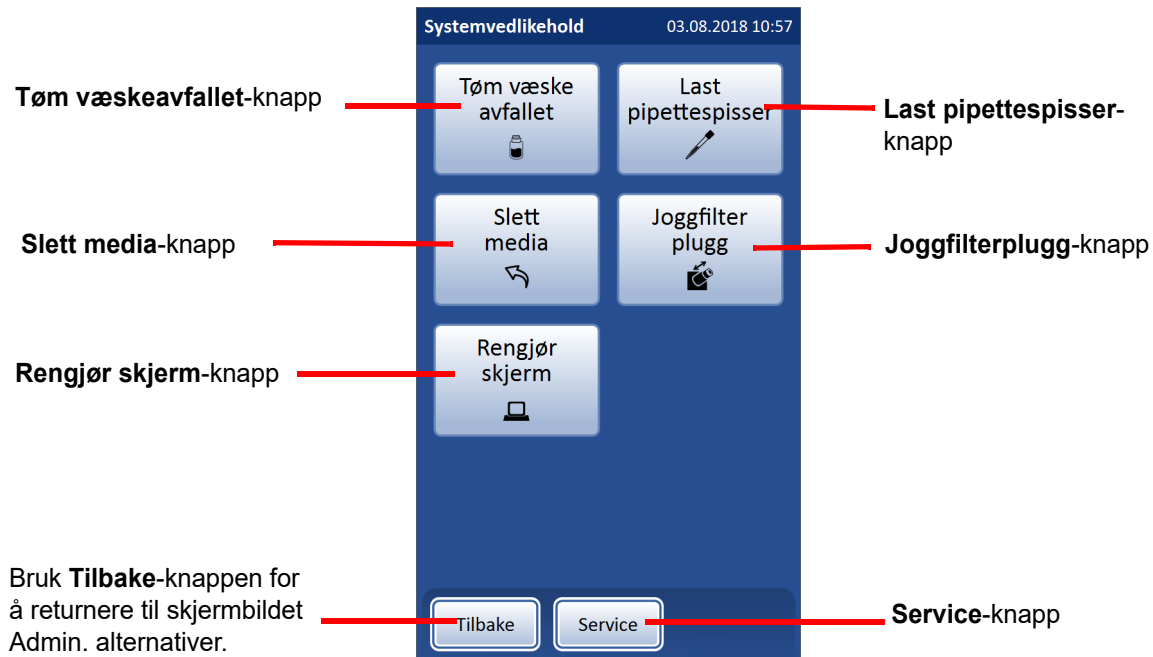 Systemvedlikehold 03.08.2018 10:57
Tøm væskeavfallet-knapp
Tøm væske
avfallet
Last
pipettespisser
Last pipettespisser-
knapp
Slett media-knapp
Slett
media
Joggfilter
plugg
Joggfilterplugg-knapp
Rengjør skjerm-knapp
Rengjør
skjerm
Bruk Tilbake-knappen for
å returnere til skjermbildet
Admin. alternativer.
Tilbake
Service
Service-knapp